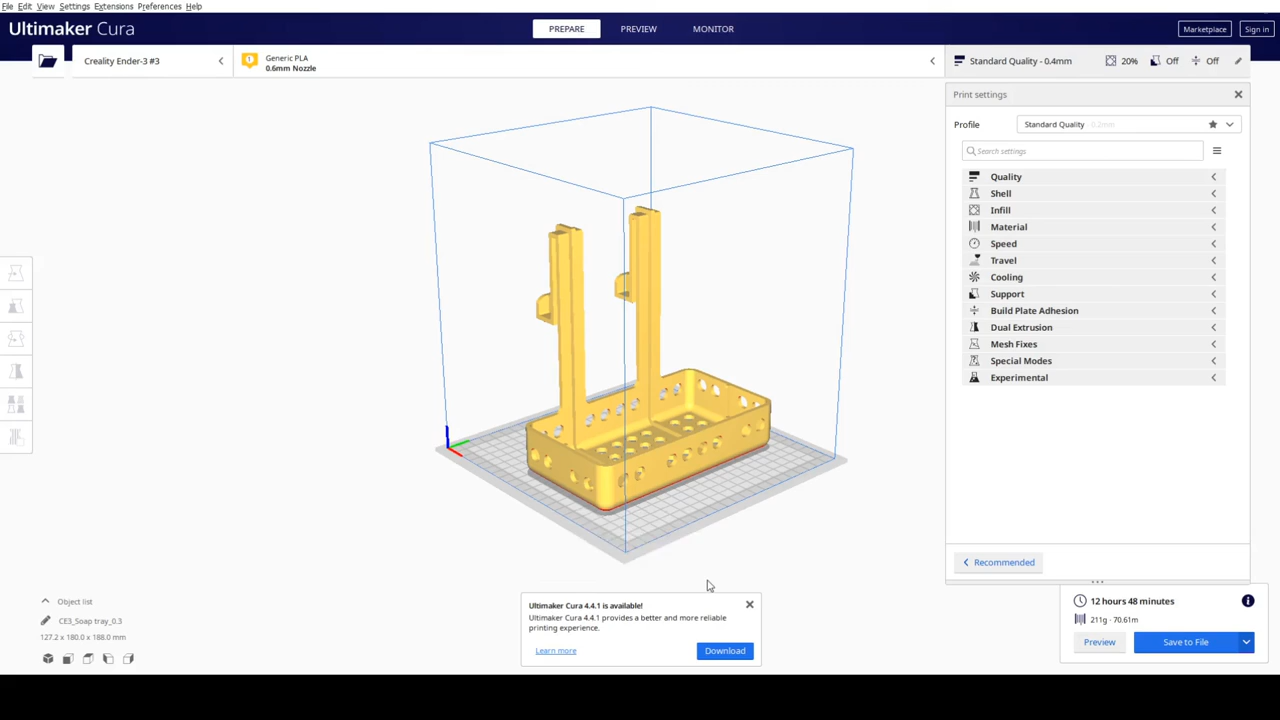 File Edit View Settings Extensions Preferences Help
Ultimaker Cura
PREPARE
PREVIEW
MONITOR
Marketplace
Sign in
Creality Ender-3 #3
1
Generic PLA
0.6mm Nozzle
Standard Quality - 0.4mm
20%
Off
Off
Print settings
Profile
Standard Quality 0.2mm
Search settings
Quality
Shell
Infill
Material
Speed
Travel
Cooling
Support
Build Plate Adhesion
Dual Extrusion
Mesh Fixes
Special Modes
Experimental
Recommended
Object list
CE3_Soap tray_0.3
127.2 x 180.0 x 188.0 mm
Ultimaker Cura 4.4.1 is available!
Ultimaker Cura 4.4.1 provides a better and more reliable
printing experience.
Learn more
Download
12 hours 48 minutes
211g · 70.61m
Preview
Save to File